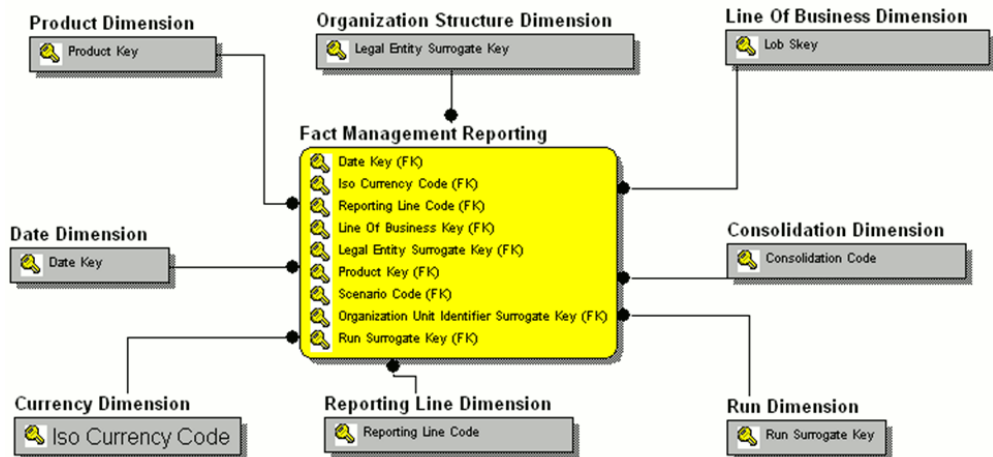 Product Dimension
Product Key
Organization Structure Dimension
Legal Entity Surrogate Key
Line Of Business Dimension
Lob Skey
Fact Management Reporting
Date Key (FK)
Iso Currency Code (FK)
Reporting Line Code (FK)
Line Of Business Key (FK)
Legal Entity Surrogate Key (FK)
Product Key (FK)
Scenario Code (FK)
Organization Unit Identifier Surrogate Key (FK)
Run Surrogate Key (FK)
Date Dimension
Date Key
Consolidation Dimension
Consolidation Code
Currency Dimension
Iso Currency Code
Reporting Line Dimension
Reporting Line Code
Run Dimension
Run Surrogate Key